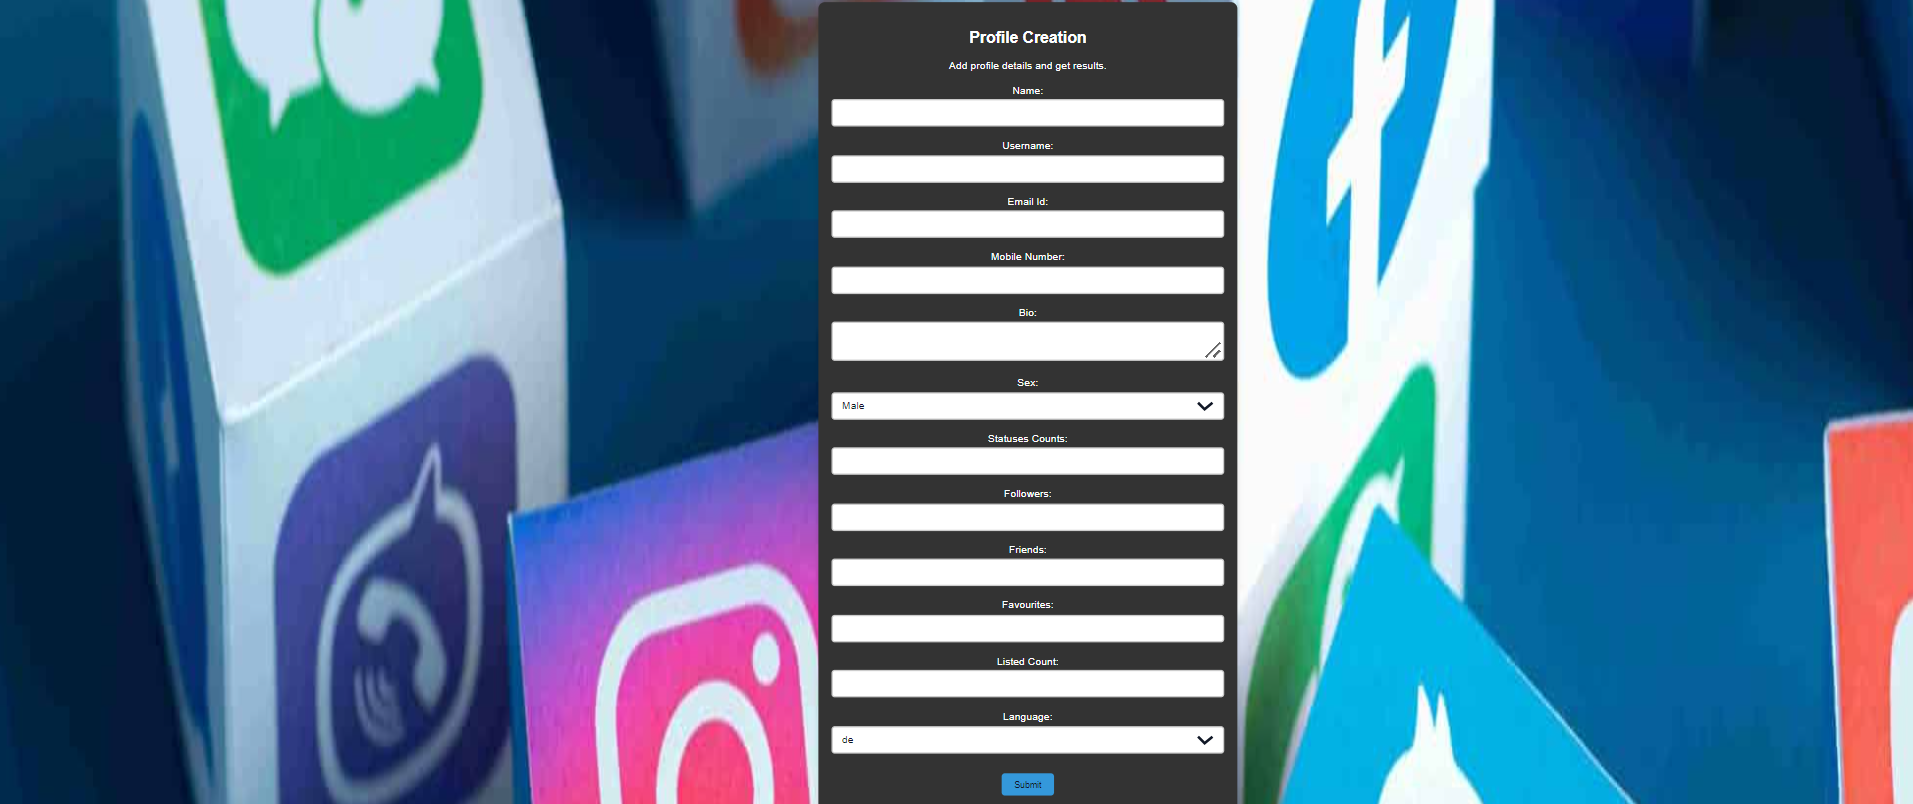 Profile Creation
Add profile details and get results.
Name:
Username:
Email Id:
Mobile Number:
Bio:
Sex:
Male
Statuses Counts:
Followers:
Friends:
Favourites:
Listed Count:
Language:
de
Submit